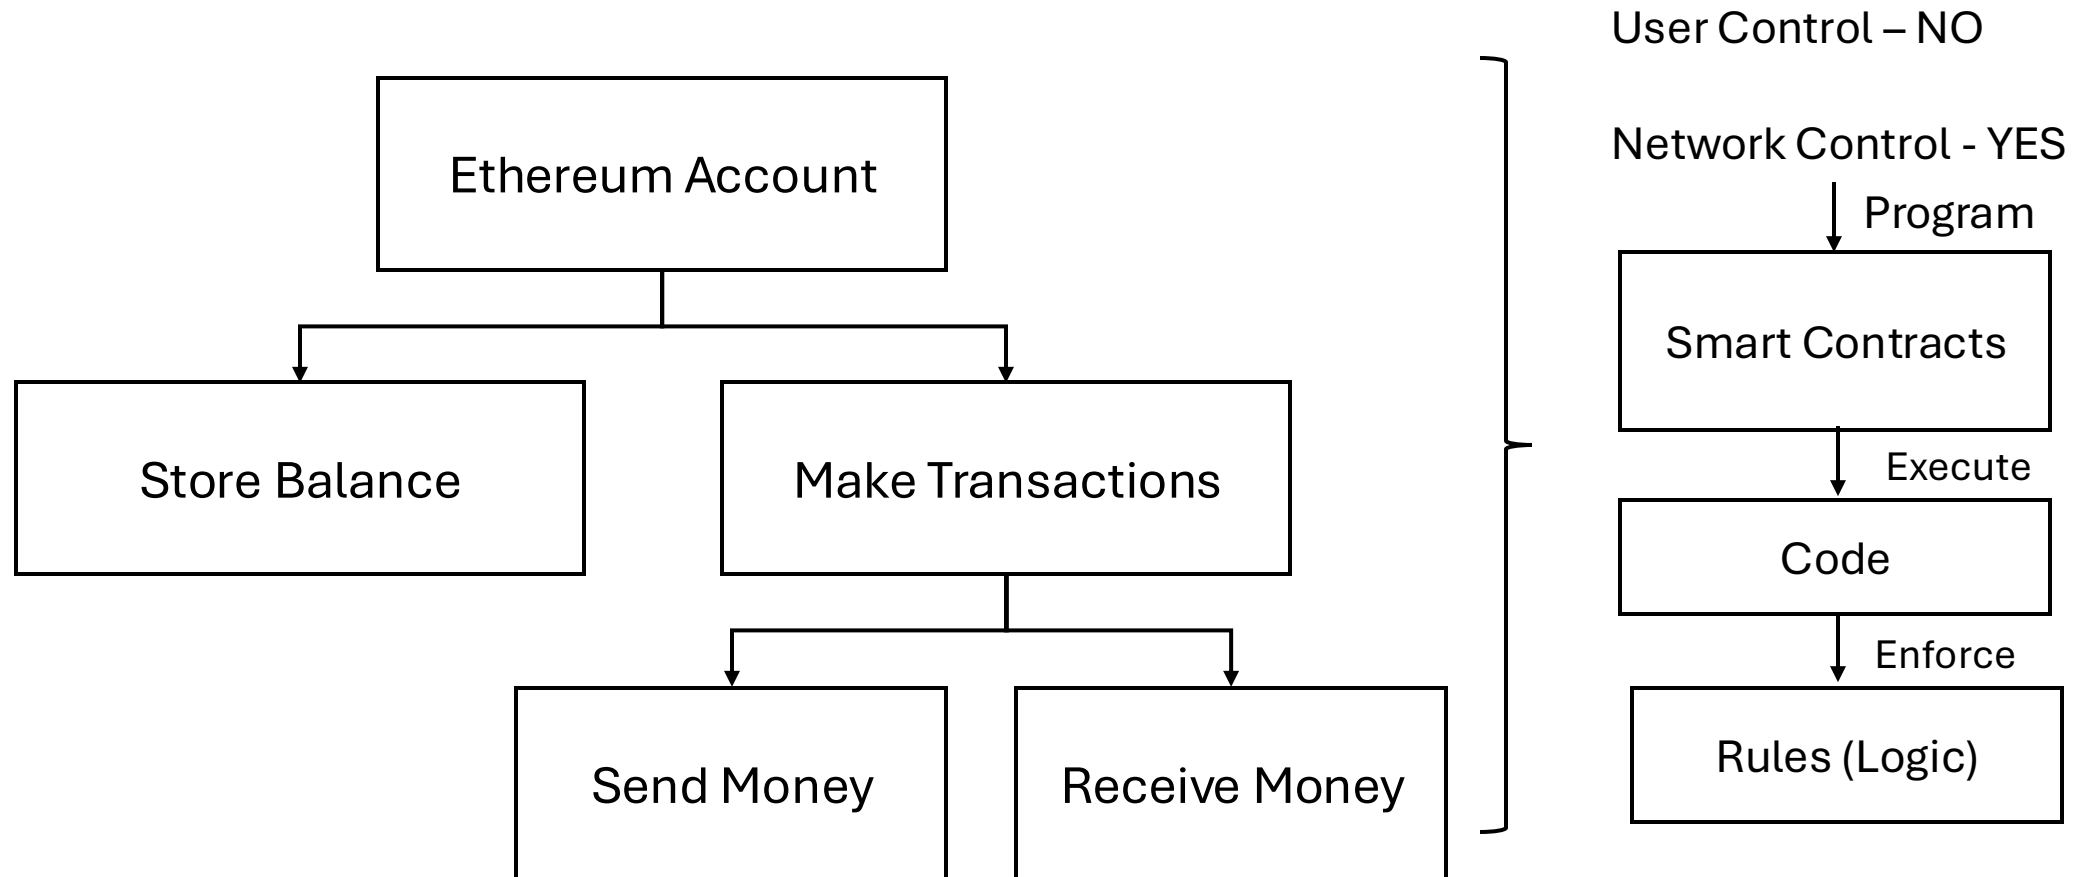 User Control – NO
Network Control - YES
Program
Ethereum Account
Smart Contracts
Store Balance
Make Transactions
Execute
Code
Enforce
Send Money
Receive Money
Rules (Logic)